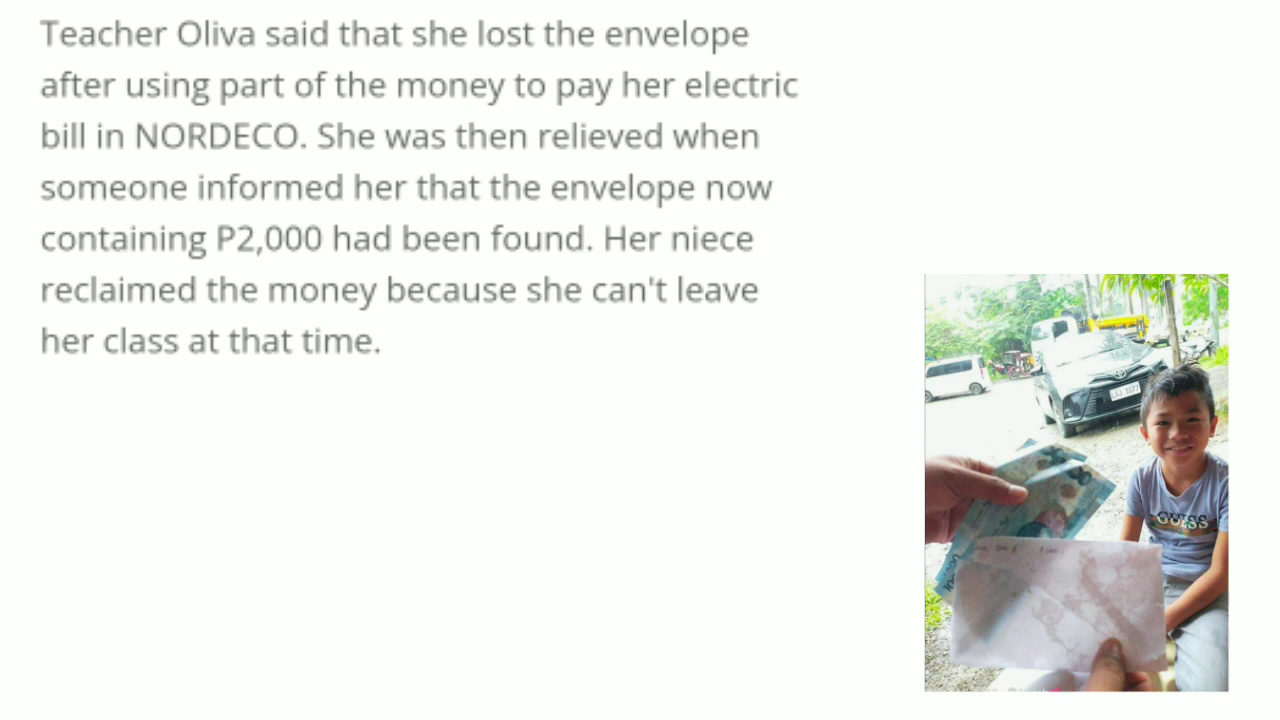 Teacher Oliva said that she lost the envelope
after using part of the money to pay her electric
bill in NORDECO. She was then relieved when
someone informed her that the envelope now
containing P2,000 had been found. Her niece
reclaimed the money because she can't leave
her class at that time.
GUESS